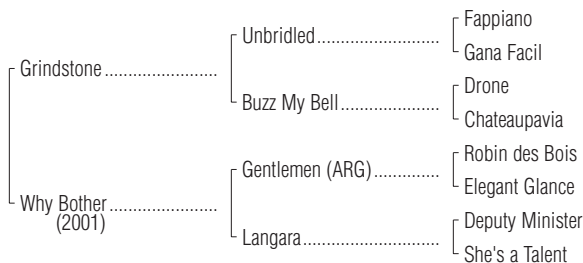 Fappiano
Unbridled
Gana Facil
Grindstone
Drone
Buzz My Bell
Chateaupavia
Robin des Bois
Gentlemen (ARG)
Elegant Glance
Why Bother
(2001)
Deputy Minister
Langara
She's a Talent